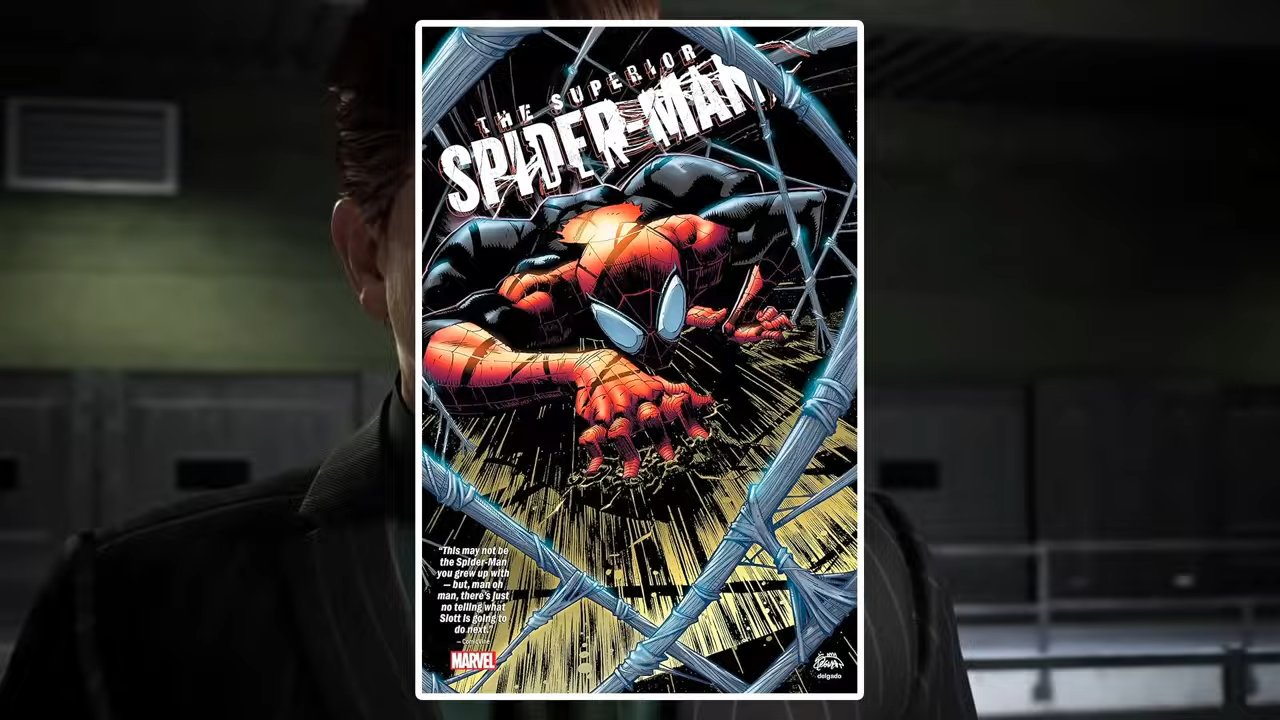 THE SUPERIOR
SPIDER-MAN
“This may not be
the Spider-Man
you grew up with
— but, man oh
man, there's just
no telling what
Slott is going to
do next.”
— ComicVine
MARVEL
delgado